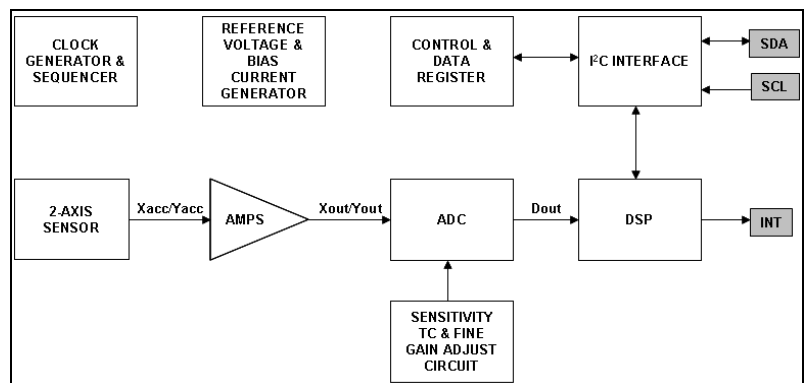 CLOCK
GENERATOR &
SEQUENCER
REFERENCE
VOLTAGE &
BIAS
CURRENT
GENERATOR
CONTROL &
DATA
REGISTER
I²C INTERFACE
SDA
SCL
2-AXIS
SENSOR
Xacc/Yacc
AMPS
Xout/Yout
ADC
Dout
DSP
INT
SENSITIVITY
TC & FINE
GAIN ADJUST
CIRCUIT